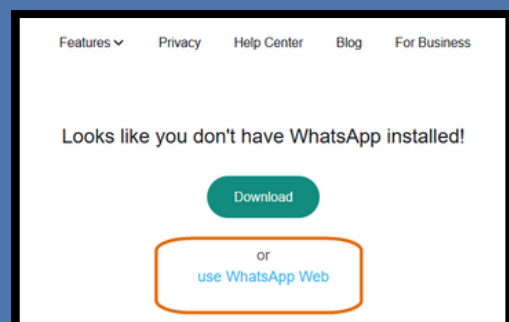 Features Privacy Help Center Blog For Business
Looks like you don't have WhatsApp installed!
Download
or
use WhatsApp Web